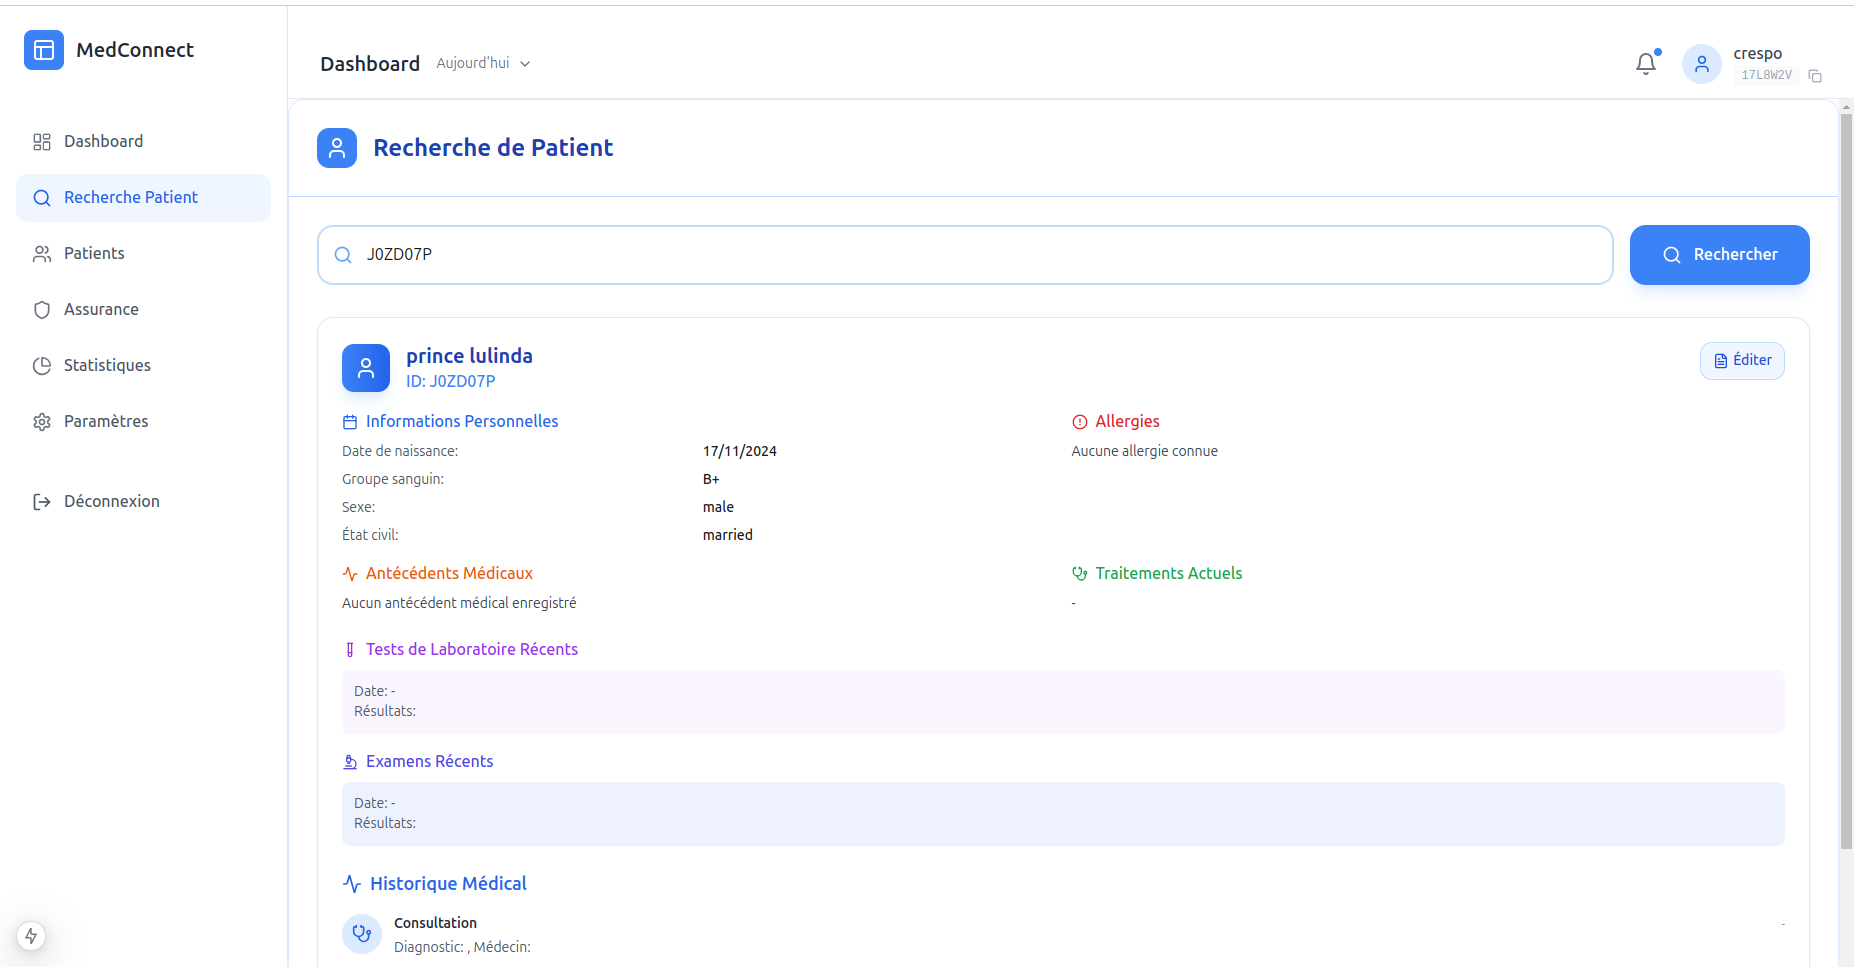 MedConnect
Dashboard
Recherche Patient
Patients
Assurance
Statistiques
Paramètres
Déconnexion
Dashboard Aujourd'hui
crespo
17L8W2V
Recherche de Patient
J0ZD07P
Rechercher
prince lulinda
ID: J0ZD07P
Éditer
Informations Personnelles
Date de naissance: 17/11/2024
Groupe sanguin: B+
Sexe: male
État civil: married
Allergies
Aucune allergie connue
Antécédents Médicaux
Aucun antécédent médical enregistré
Traitements Actuels
-
Tests de Laboratoire Récents
Date: -
Résultats:
Examens Récents
Date: -
Résultats:
Historique Médical
Consultation -
Diagnostic: , Médecin: